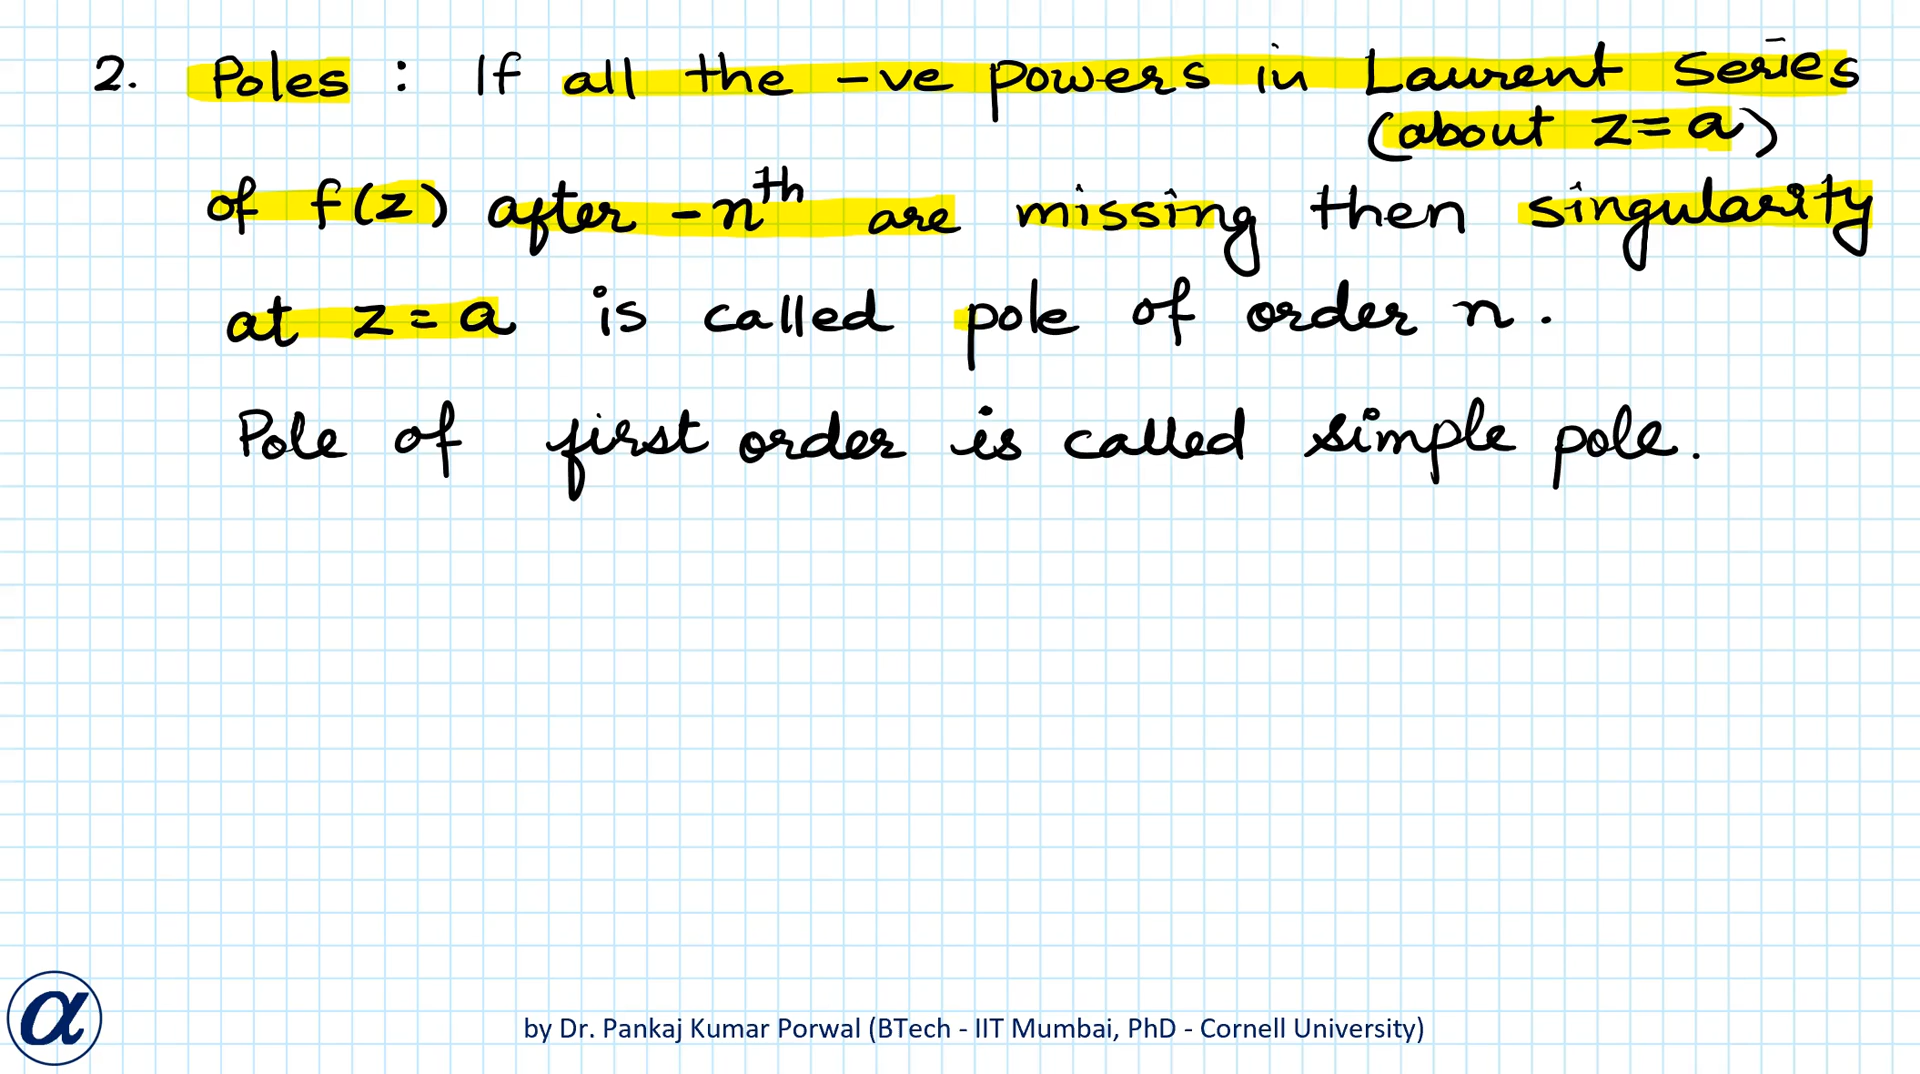 2. Poles : If all the -ve powers in Laurent series
(about z = a)
of f(z) after -nᵗʰ are missing then singularity
at z = a is called pole of order n.
Pole of first order is called simple pole.
α
by Dr. Pankaj Kumar Porwal (BTech - IIT Mumbai, PhD - Cornell University)